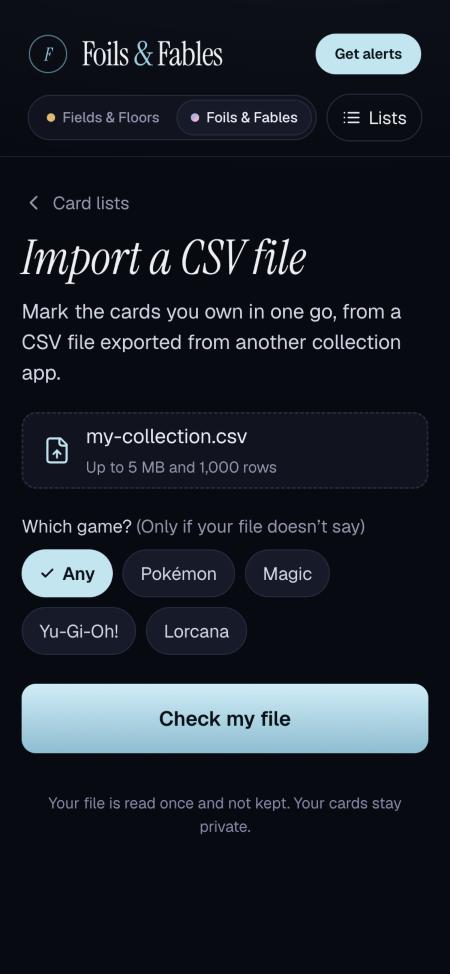 F Foils & Fables
Get alerts
Fields & Floors
Foils & Fables
Lists
Card lists
Import a CSV file
Mark the cards you own in one go, from a
CSV file exported from another collection
app.
my-collection.csv
Up to 5 MB and 1,000 rows
Which game? (Only if your file doesn’t say)
Any
Pokémon
Magic
Yu-Gi-Oh!
Lorcana
Check my file
Your file is read once and not kept. Your cards stay
private.